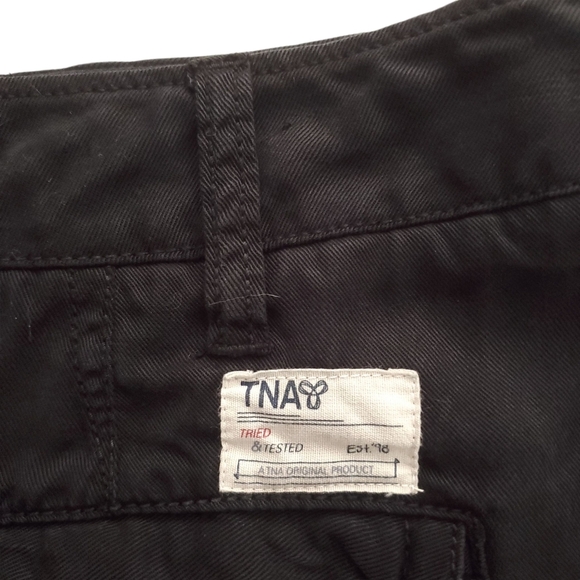 TNA
TRIED
& TESTED EST.'98
A TNA ORIGINAL PRODUCT